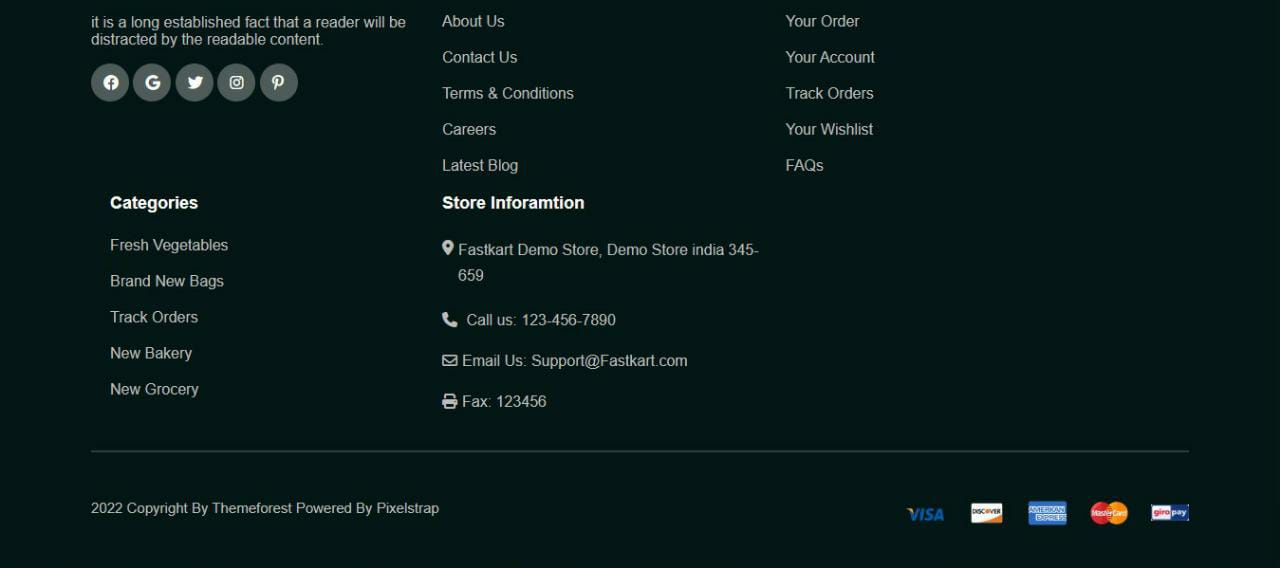 it is a long established fact that a reader will be
distracted by the readable content.
About Us
Contact Us
Terms & Conditions
Careers
Latest Blog
Your Order
Your Account
Track Orders
Your Wishlist
FAQs
Categories
Fresh Vegetables
Brand New Bags
Track Orders
New Bakery
New Grocery
Store Inforamtion
Fastkart Demo Store, Demo Store india 345-
659
Call us: 123-456-7890
Email Us: Support@Fastkart.com
Fax: 123456
2022 Copyright By Themeforest Powered By Pixelstrap
VISA
DISCOVER
AMERICAN
EXPRESS
MasterCard
giropay